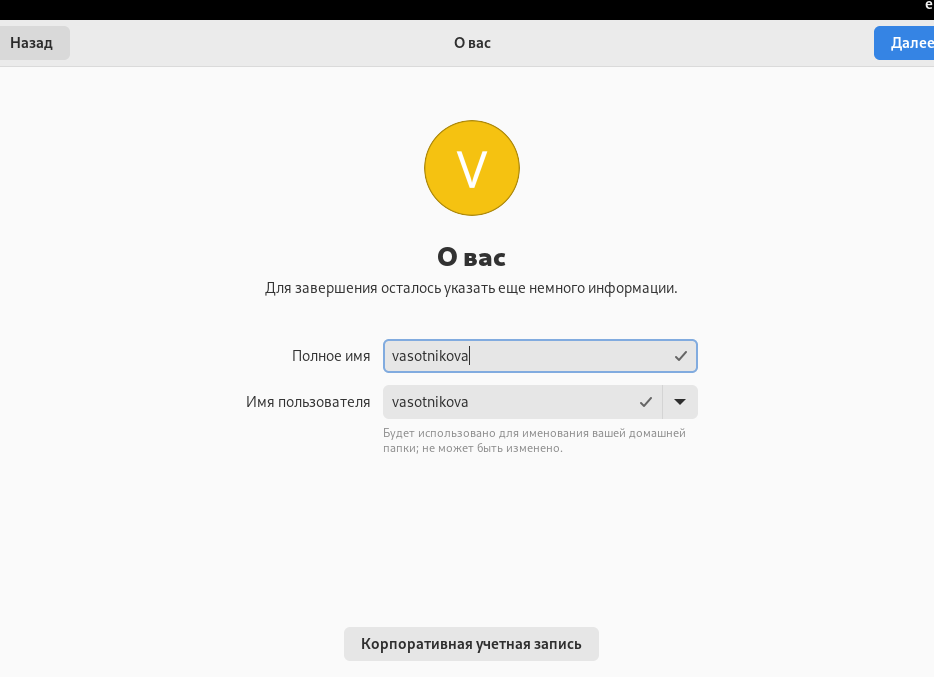 Назад
О вас
Далее
V
О вас
Для завершения осталось указать еще немного информации.
Полное имя
vasotnikova
Имя пользователя
vasotnikova
Будет использовано для именования вашей домашней
папки; не может быть изменено.
Корпоративная учетная запись